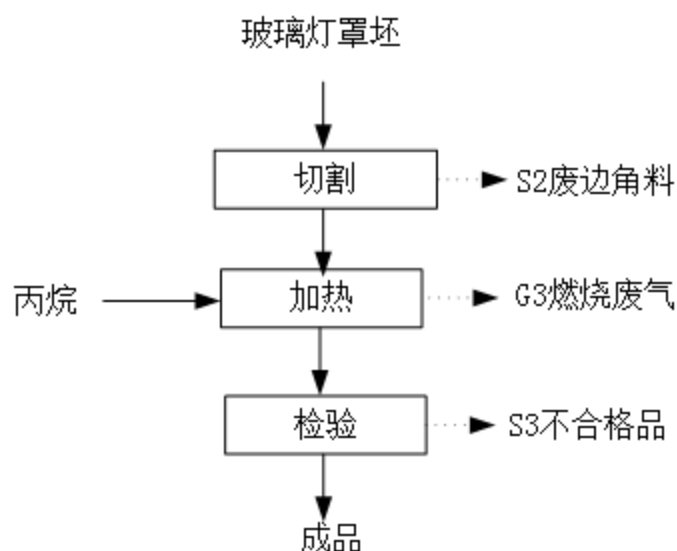 玻璃灯罩坯
切割
S2废边角料
丙烷
加热
G3燃烧废气
检验
S3不合格品
成品